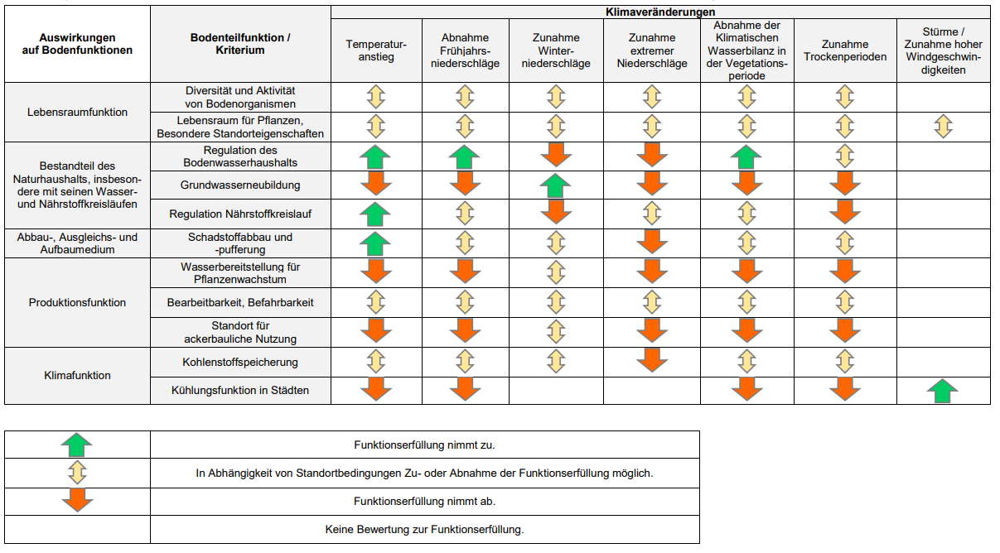 Klimaveränderungen
Auswirkungen
auf Bodenfunktionen
Bodenteilfunktion /
Kriterium
Temperatur-
anstieg
Abnahme
Frühjahrs-
niederschläge
Zunahme
Winter-
niederschläge
Zunahme
extremer
Niederschläge
Abnahme der
Klimatischen
Wasserbilanz in
der Vegetations-
periode
Zunahme
Trockenperioden
Stürme /
Zunahme hoher
Windgeschwin-
digkeiten
Lebensraumfunktion
Diversität und Aktivität
von Bodenorganismen
Lebensraum für Pflanzen,
Besondere Standorteigenschaften
Bestandteil des
Naturhaushalts, insbeson-
dere mit seinen Wasser-
und Nährstoffkreisläufen
Regulation des
Bodenwasserhaushalts
Grundwasserneubildung
Regulation Nährstoffkreislauf
Abbau-, Ausgleichs- und
Aufbaumedium
Schadstoffabbau und
-pufferung
Produktionsfunktion
Wasserbereitstellung für
Pflanzenwachstum
Bearbeitbarkeit, Befahrbarkeit
Standort für
ackerbauliche Nutzung
Klimafunktion
Kohlenstoffspeicherung
Kühlungsfunktion in Städten
Funktionserfüllung nimmt zu.
In Abhängigkeit von Standortbedingungen Zu- oder Abnahme der Funktionserfüllung möglich.
Funktionserfüllung nimmt ab.
Keine Bewertung zur Funktionserfüllung.